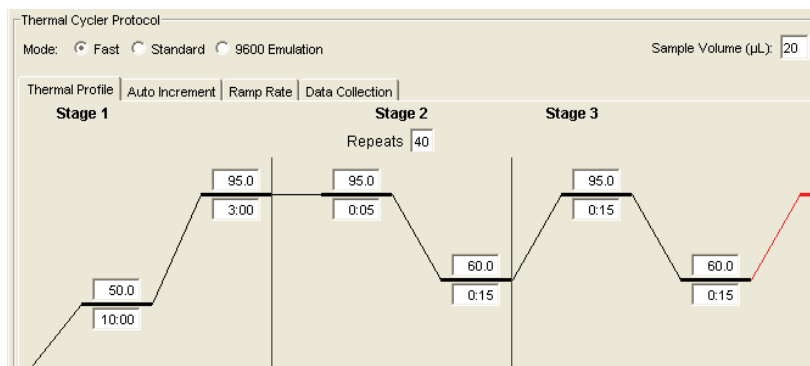 Thermal Cycler Protocol
Mode: Fast Standard 9600 Emulation Sample Volume (µL): 20
Thermal Profile Auto Increment Ramp Rate Data Collection
Stage 1 Stage 2 Stage 3
Repeats 40
95.0 95.0 95.0
3:00 0:05 0:15
60.0 60.0
50.0 0:15 0:15
10:00